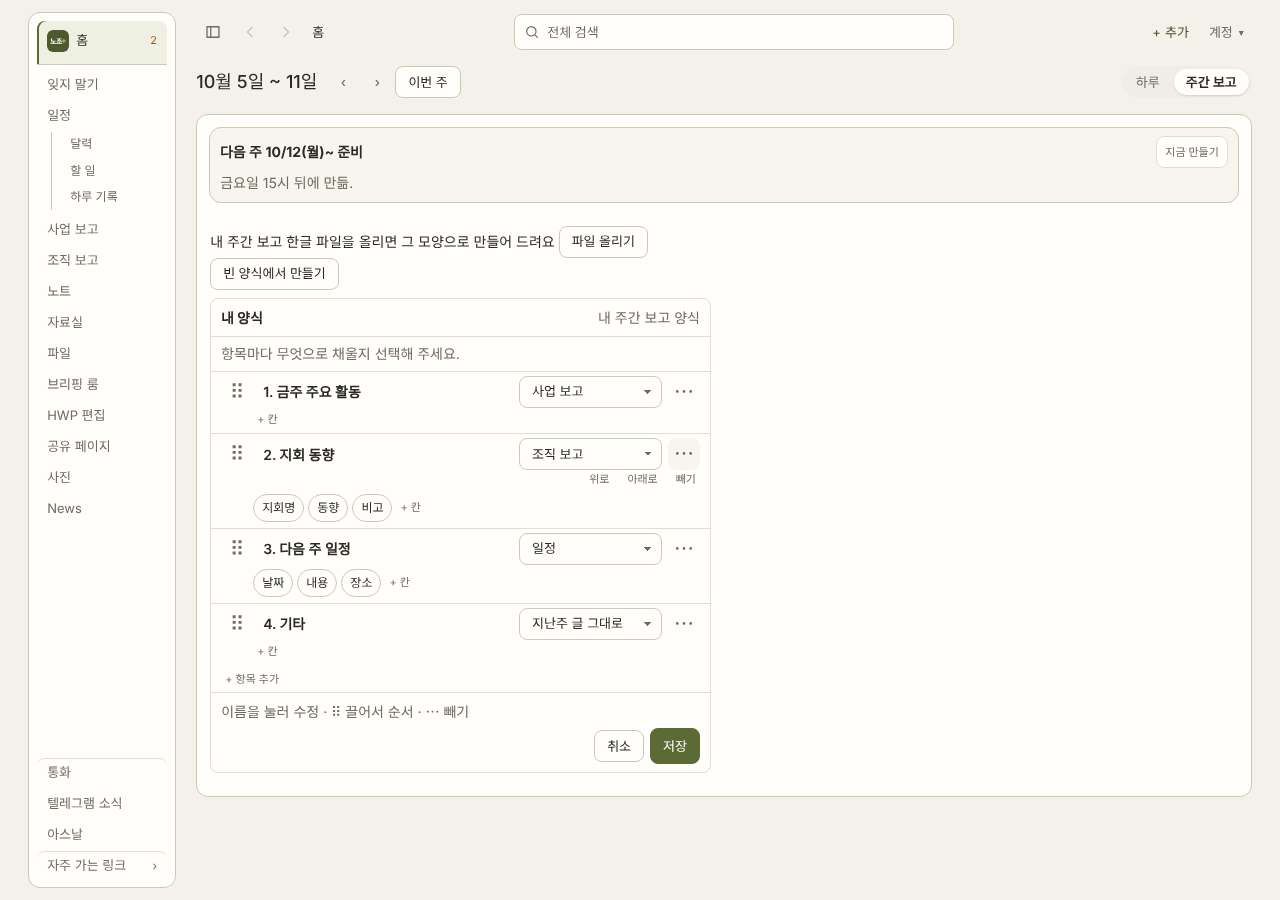 노조+ 홈 2
잊지 말기
일정
달력
할 일
하루 기록
사업 보고
조직 보고
노트
자료실
파일
브리핑 룸
HWP 편집
공유 페이지
사진
News
통화
텔레그램 소식
아스날
자주 가는 링크 ›
홈
전체 검색
+ 추가
계정 ▾
10월 5일 ~ 11일 ‹ › 이번 주
하루 주간 보고
다음 주 10/12(월)~ 준비
지금 만들기
금요일 15시 뒤에 만듦.
내 주간 보고 한글 파일을 올리면 그 모양으로 만들어 드려요 파일 올리기
빈 양식에서 만들기
내 양식 내 주간 보고 양식
항목마다 무엇으로 채울지 선택해 주세요.
⠿ 1. 금주 주요 활동 사업 보고 ···
+ 칸
⠿ 2. 지회 동향 조직 보고 ···
위로 아래로 빼기
지회명 동향 비고 + 칸
⠿ 3. 다음 주 일정 일정 ···
날짜 내용 장소 + 칸
⠿ 4. 기타 지난주 글 그대로 ···
+ 칸
+ 항목 추가
이름을 눌러 수정 · ⠿ 끌어서 순서 · ··· 빼기
취소 저장